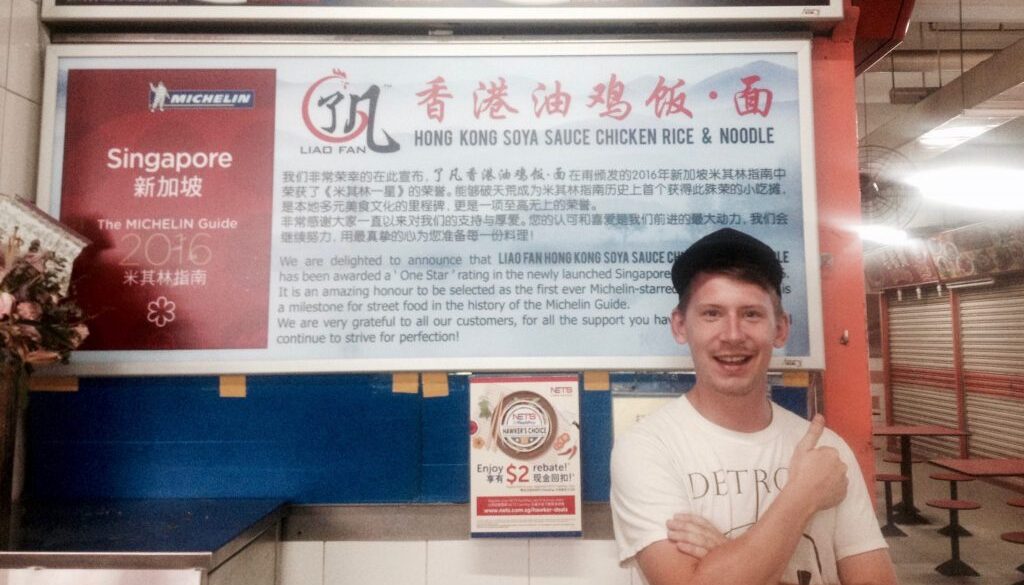 MICHELIN
Singapore
新加坡
The MICHELIN Guide
2016
米其林指南
了凡
TM
LIAO FAN
香港油鸡饭·面
HONG KONG SOYA SAUCE CHICKEN RICE & NOODLE
我们非常荣幸的在此宣布，了凡香港油鸡饭·面在甫颁发的2016年新加坡米其林指南中
荣获了《米其林一星》的荣誉。能够破天荒成为米其林指南历史上首个获得此殊荣的小吃摊，
是本地多元美食文化的里程碑，更是一项至高无上的荣誉。
非常感谢大家一直以来对我们的支持与厚爱。您的认可和喜爱是我们前进的最大动力，我们会
继续努力，用最真挚的心为您准备每一份料理！
We are delighted to announce that LIAO FAN HONG KONG SOYA SAUCE
has been awarded a ' One Star ' rating in the newly launched Singapore
It is an amazing honour to be selected as the first ever Michelin-starred
a milestone for street food in the history of the Michelin Guide.
We are very grateful to all our customers, for all the support you
continue to strive for perfection!
NETS
NETS
HAWKER'S CHOICE
Enjoy $2 rebate!
享有 现金回扣!
www.nets.com.sg/hawker-deals
DETRO